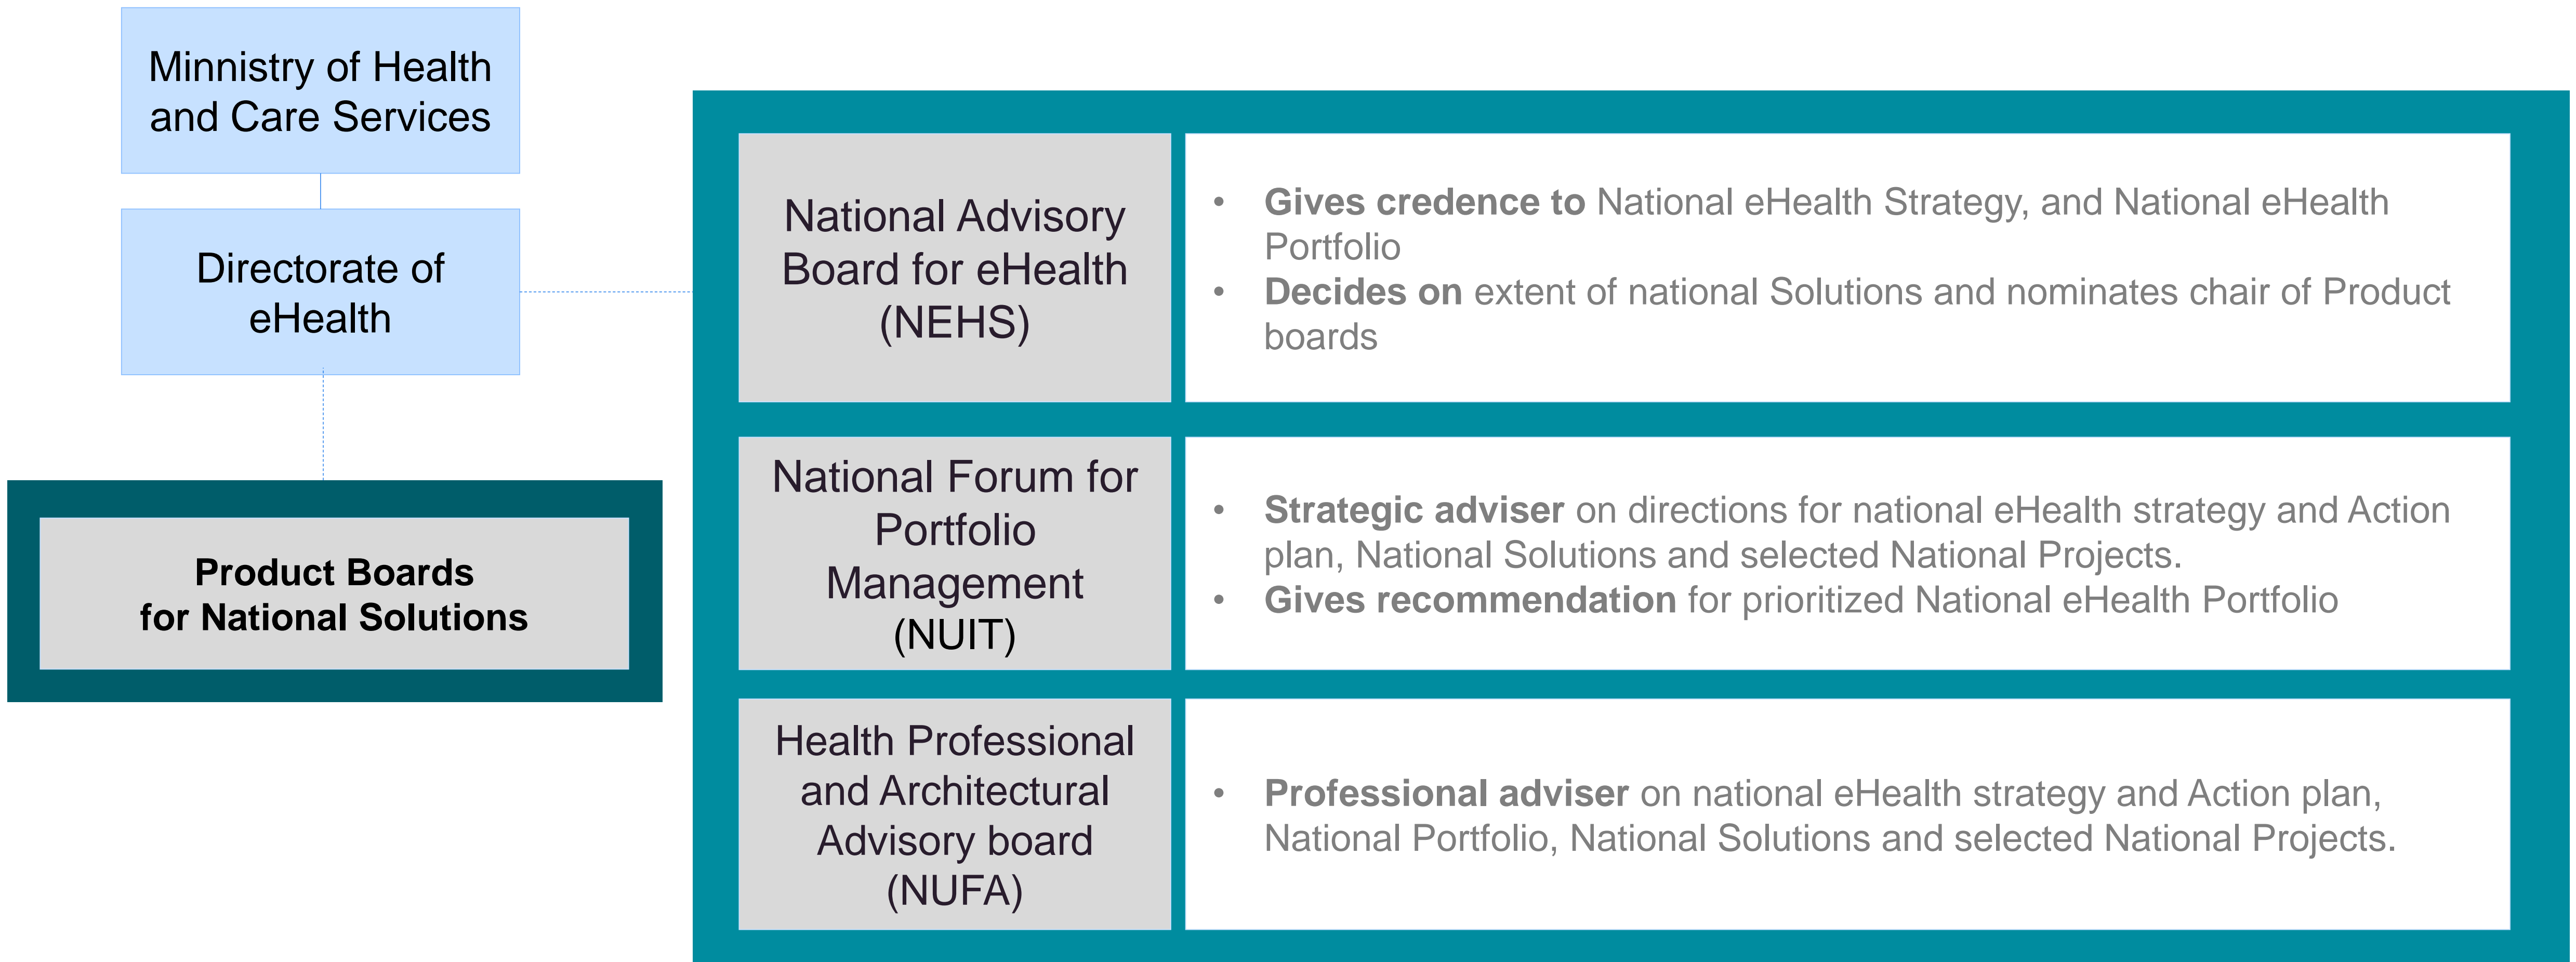 Minnistry of Health
and Care Services
Directorate of
eHealth
Product Boards
for National Solutions
National Advisory
Board for eHealth
(NEHS)
• Gives credence to National eHealth Strategy, and National eHealth
Portfolio
• Decides on extent of national Solutions and nominates chair of Product
boards
National Forum for
Portfolio
Management
(NUIT)
• Strategic adviser on directions for national eHealth strategy and Action
plan, National Solutions and selected National Projects.
• Gives recommendation for prioritized National eHealth Portfolio
Health Professional
and Architectural
Advisory board
(NUFA)
• Professional adviser on national eHealth strategy and Action plan,
National Portfolio, National Solutions and selected National Projects.